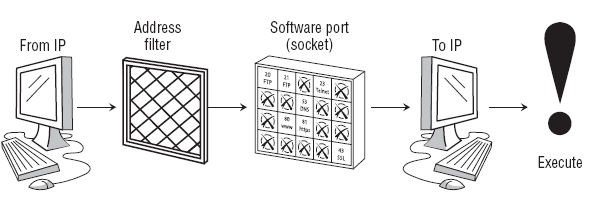 From IP
Address
filter
Software port
(socket)
To IP
20
FTP
21
FTP
23
Telnet
53
DNS
80
www
81
https
43
SSL
Execute